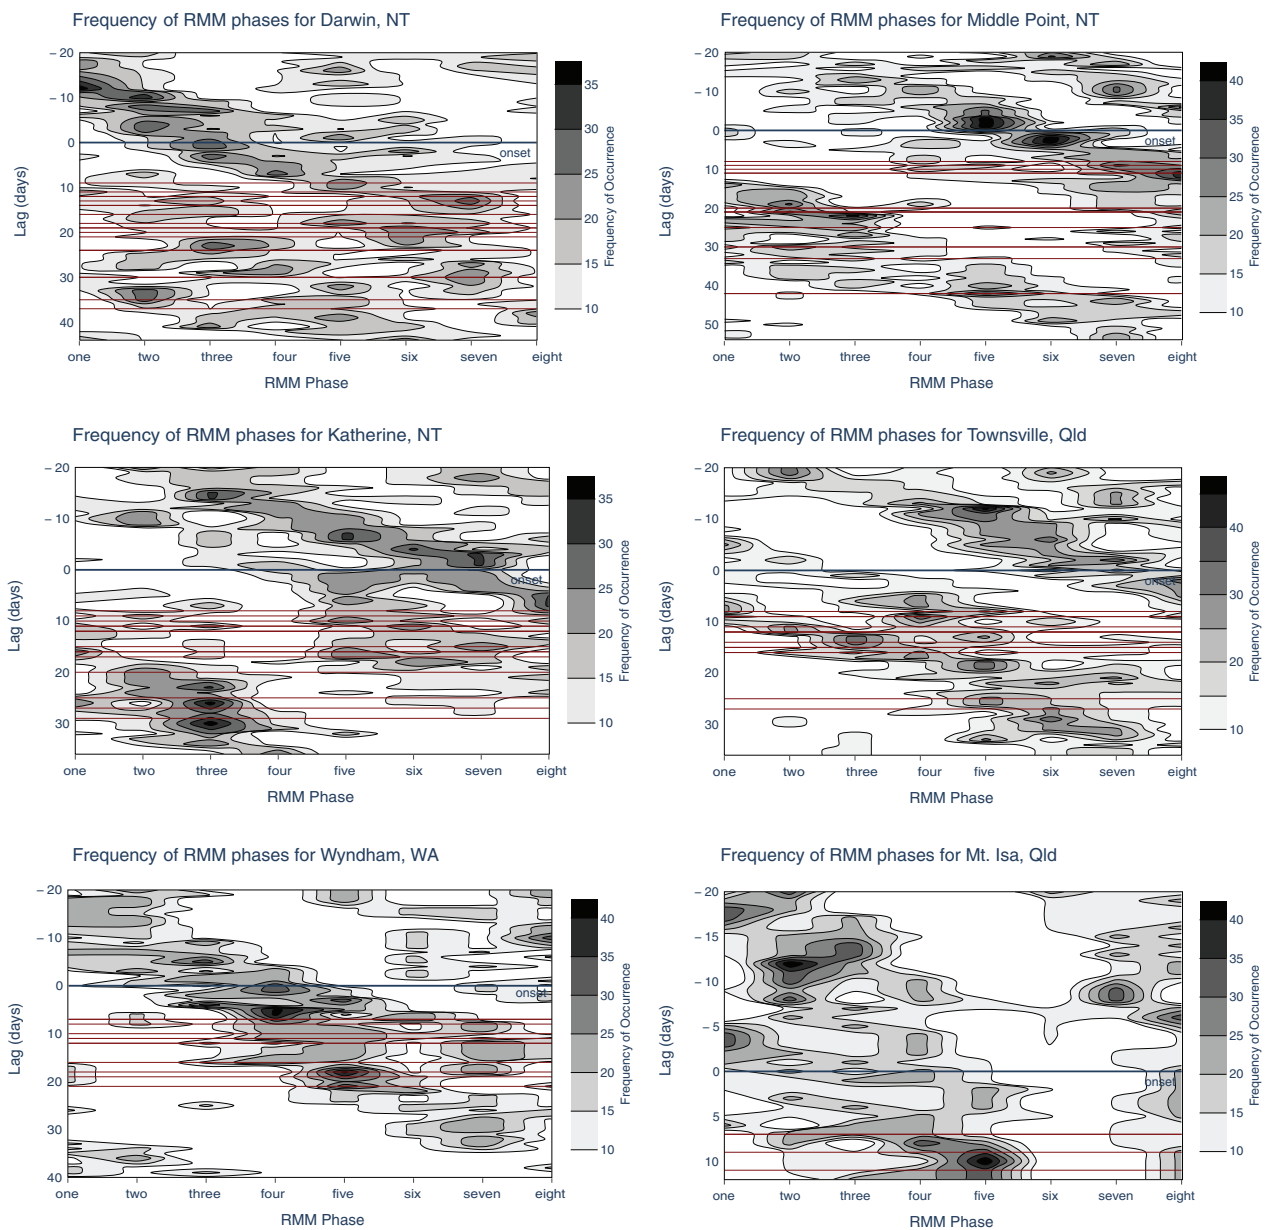 Frequency of RMM phases for Darwin, NT
– 20
– 10
0
10
20
30
40
Lag (days)
onset
one two three four five six seven eight
RMM Phase
35
30
25
20
15
10
Frequency of Occurrence
Frequency of RMM phases for Middle Point, NT
– 20
– 10
0
10
20
30
40
50
Lag (days)
onset
one two three four five six seven eight
RMM Phase
40
35
30
25
20
15
10
Frequency of Occurrence
Frequency of RMM phases for Katherine, NT
– 20
– 10
0
10
20
30
Lag (days)
onset
one two three four five six seven eight
RMM Phase
35
30
25
20
15
10
Frequency of Occurrence
Frequency of RMM phases for Townsville, Qld
– 20
– 10
0
10
20
30
Lag (days)
onset
one two three four five six seven eight
RMM Phase
40
30
20
10
Frequency of Occurrence
Frequency of RMM phases for Wyndham, WA
– 20
– 10
0
10
20
30
40
Lag (days)
onset
one two three four five six seven eight
RMM Phase
40
35
30
25
20
15
10
Frequency of Occurrence
Frequency of RMM phases for Mt. Isa, Qld
– 20
– 15
– 10
– 5
0
5
10
Lag (days)
onset
one two three four five six seven eight
RMM Phase
40
35
30
25
20
15
10
Frequency of Occurrence